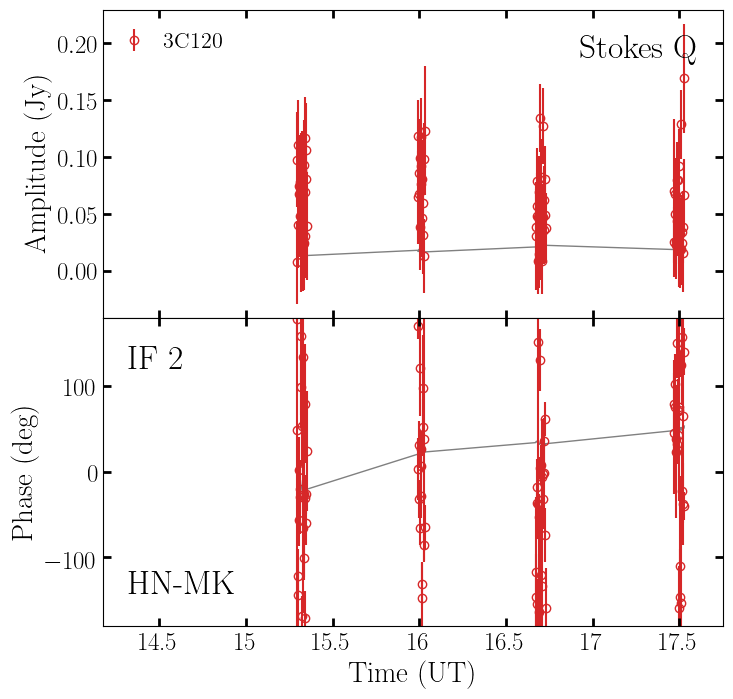 3C120
Stokes Q
Amplitude (Jy)
0.20
0.15
0.10
0.05
0.00
IF 2
HN-MK
Phase (deg)
100
0
−100
14.5 15 15.5 16 16.5 17 17.5
Time (UT)